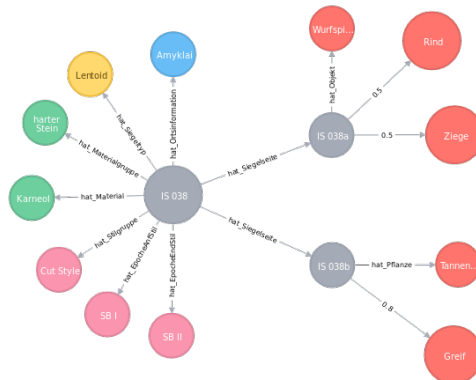 Wurfspi...
Rind
Amyklai
Lentoid
hat_Objekt
0.5
hat_Ortsinformation
hat_Siegeltyp
harter
Stein
hat_Materialgruppe
IS 038a
0.5
Ziege
hat_Siegelseite
Karneol
hat_Material
IS 038
hat_Siegelseite
hat_Stilgruppe
hat_EpocheAnfStil
hat_EpocheEndStil
Cut Style
IS 038b
hat_Pflanze
Tannen...
0.8
SB I
SB II
Greif